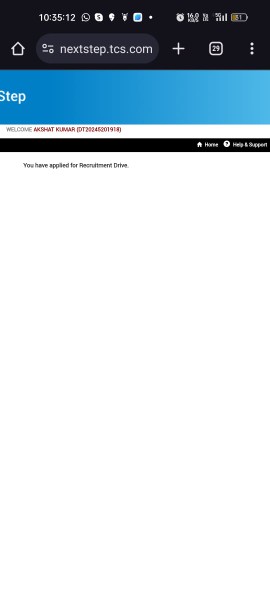 10:35:12
nextstep.tcs.com
29
Step
WELCOME AKSHAT KUMAR (DT20245201918)
Home Help & Support
You have applied for Recruitment Drive.